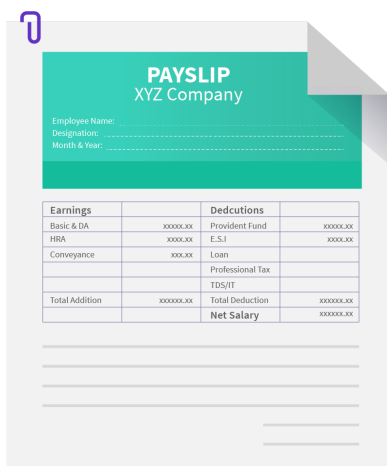 PAYSLIP
XYZ Company
Employee Name:
Designation:
Month & Year:
Earnings Dedcutions
Basic & DA xxxxx.xx Provident Fund xxxxx.xx
HRA xxxx.xx E.S.I xxxx.xx
Conveyance xxx.xx Loan
Professional Tax
TDS/IT
Total Addition xxxxxx.xx Total Deduction xxxxxx.xx
Net Salary xxxxxx.xx